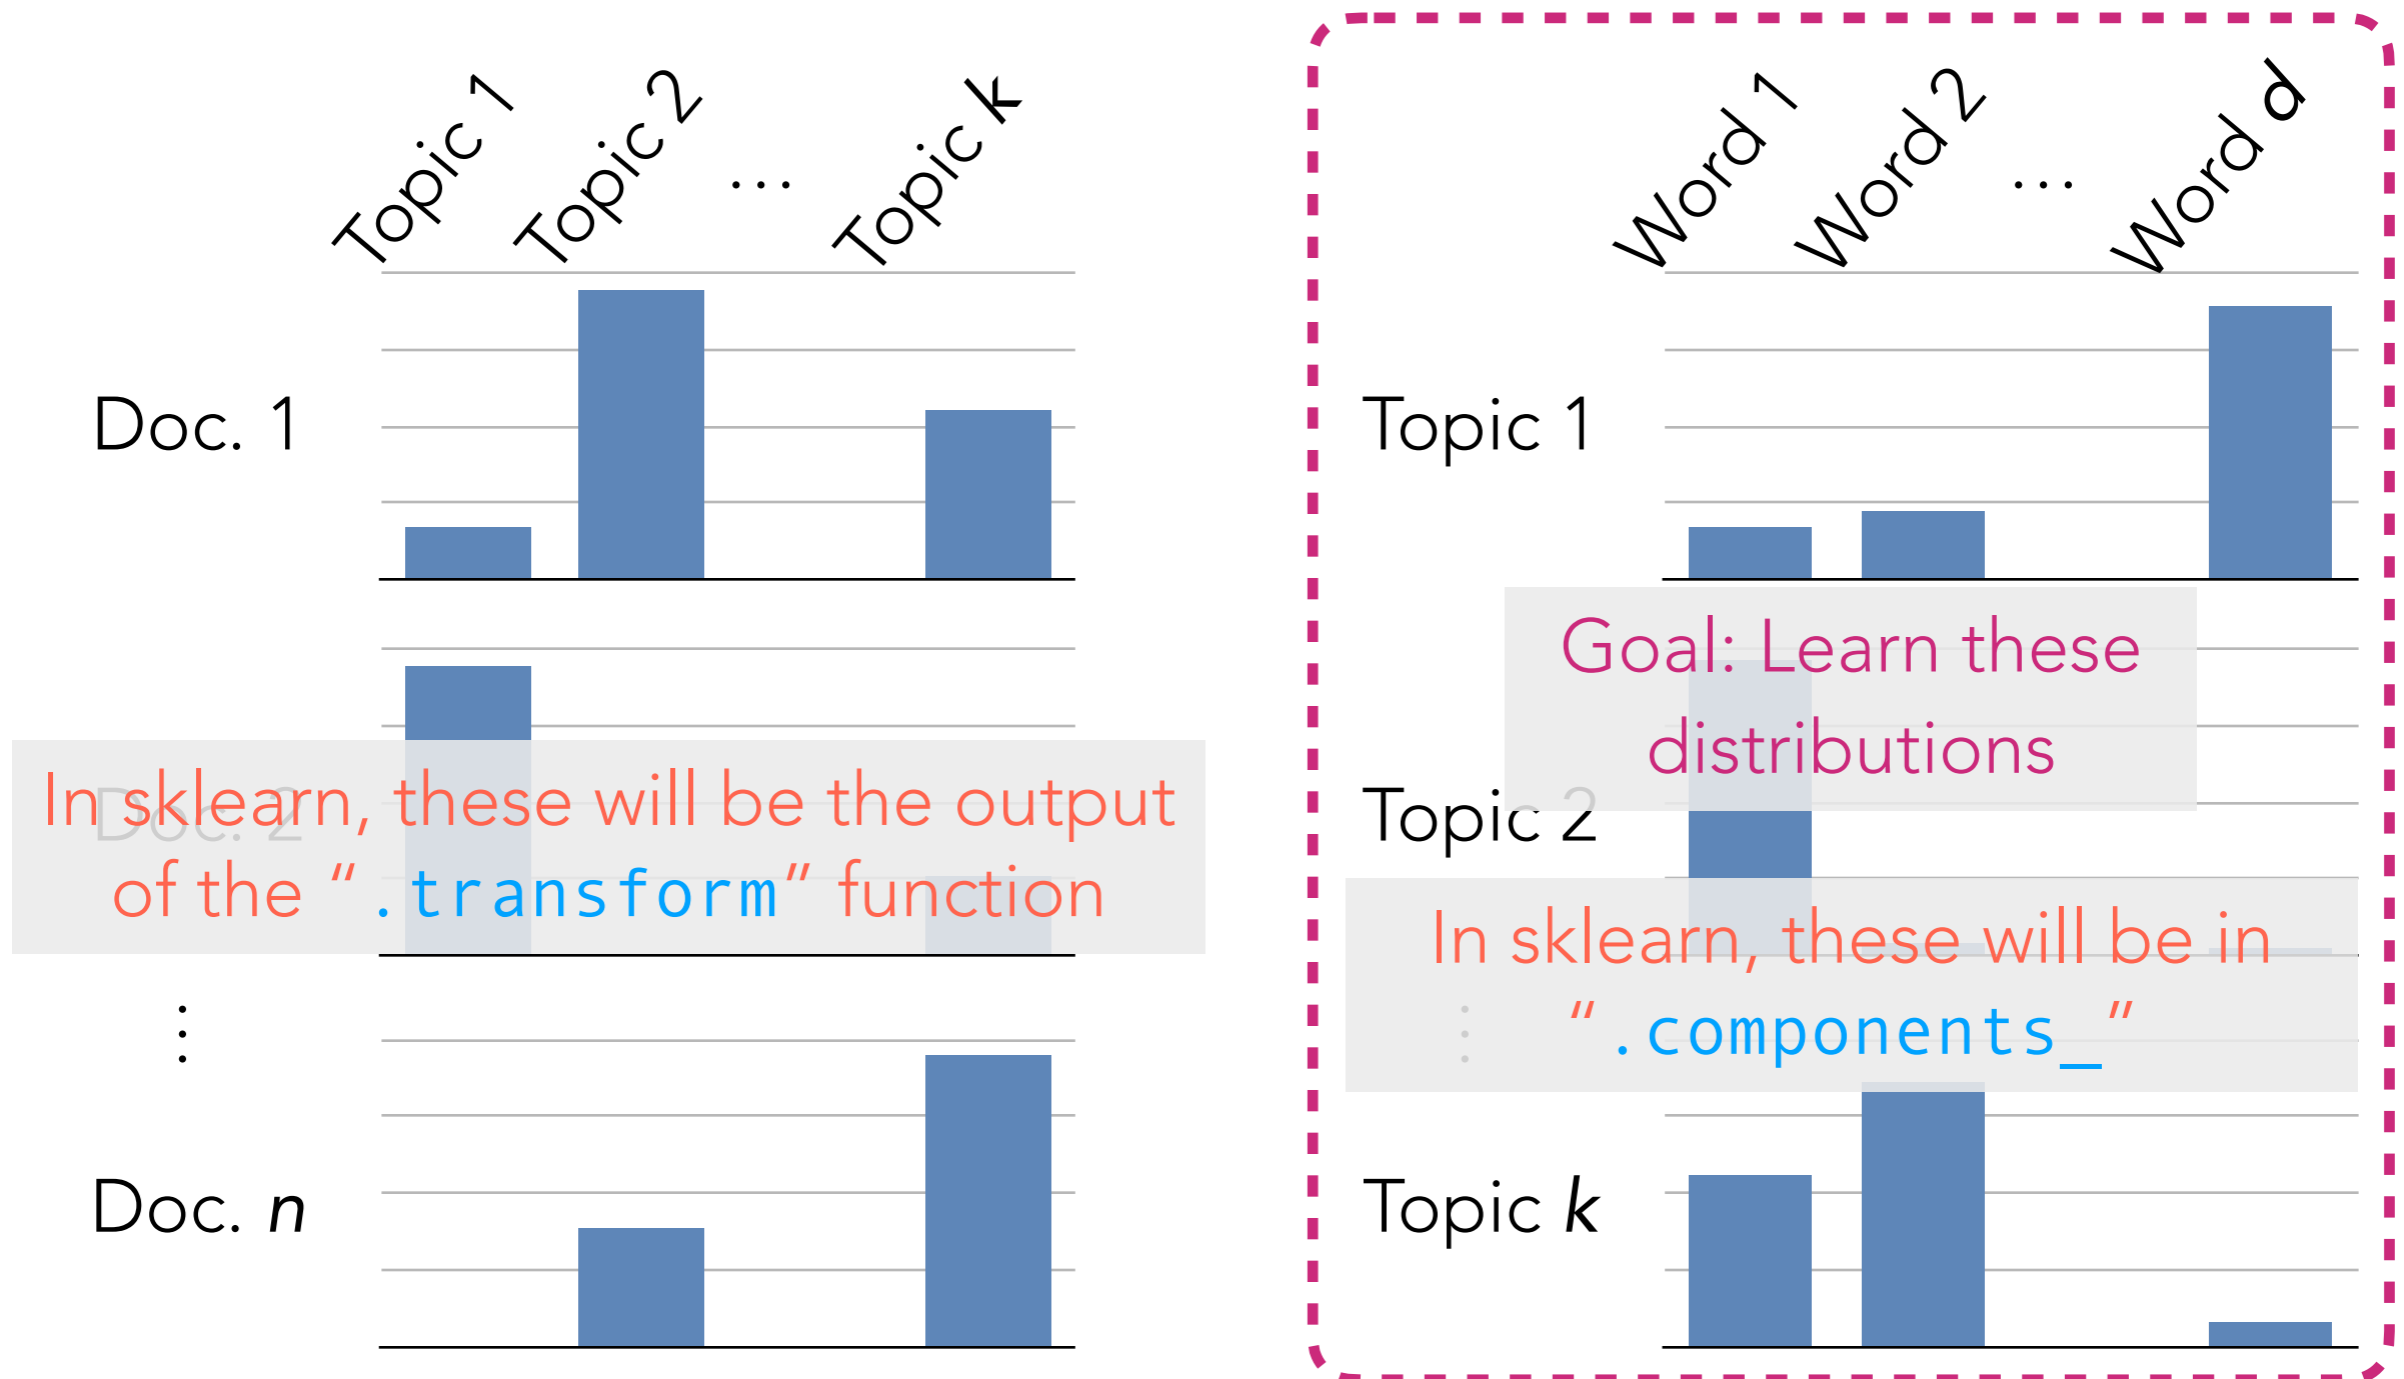 Topic 1
Topic 2
...
Topic k
Doc. 1
Doc. 2
In sklearn, these will be the output
of the “.transform” function
⋮
Doc. n
Word 1
Word 2
...
Word d
Topic 1
Goal: Learn these
distributions
Topic 2
In sklearn, these will be in
“.components_”
⋮
Topic k